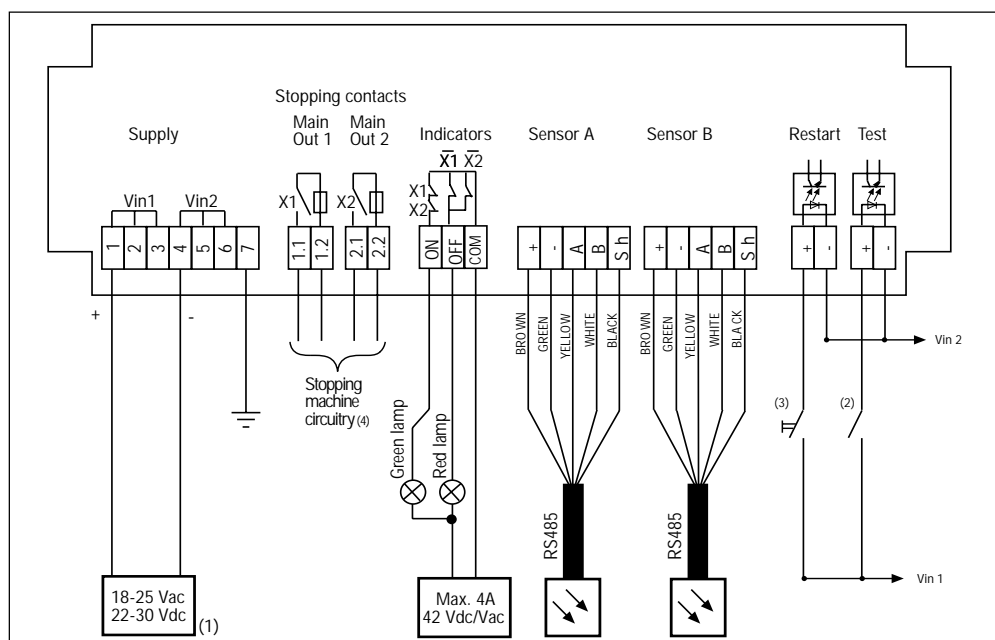 Stopping contacts
Supply
Main
Out 1
Main
Out 2
Indicators
Sensor A
Sensor B
Restart
Test
X1 X2
Vin1
Vin2
X1
X2
X1
X2
1
2
3
4
5
6
7
1.1
1.2
2.1
2.2
ON
OFF
COM
+
-
A
B
S h
+
-
A
B
S h
+
-
+
-
+
-
BROWN
GREEN
YELLOW
WHITE
BLACK
BROWN
GREEN
YELLOW
WHITE
BLACK
Vin 2
Stopping
machine
circuitry (4)
(3)
(2)
Green lamp
Red lamp
RS485
RS485
Vin 1
18-25 Vac
22-30 Vdc
(1)
Max. 4A
42 Vdc/Vac